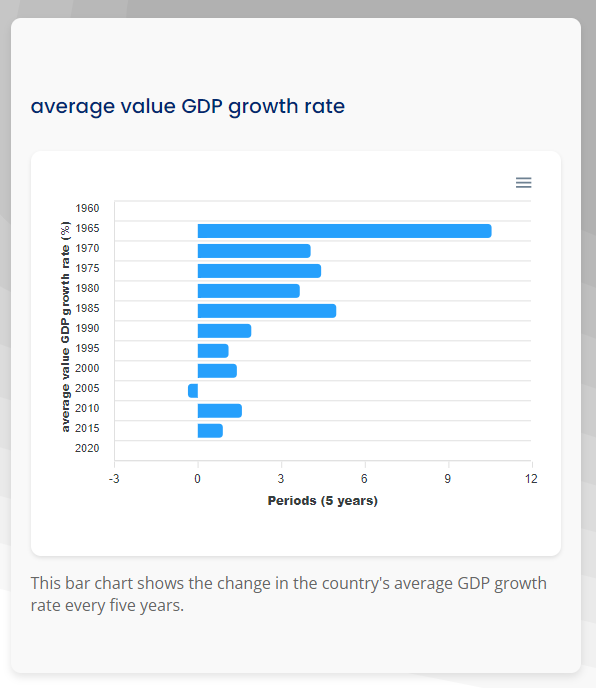 average value GDP growth rate
average value GDP growth rate (%)
1960
1965
1970
1975
1980
1985
1990
1995
2000
2005
2010
2015
2020
-3 0 3 6 9 12
Periods (5 years)
This bar chart shows the change in the country's average GDP growth
rate every five years.